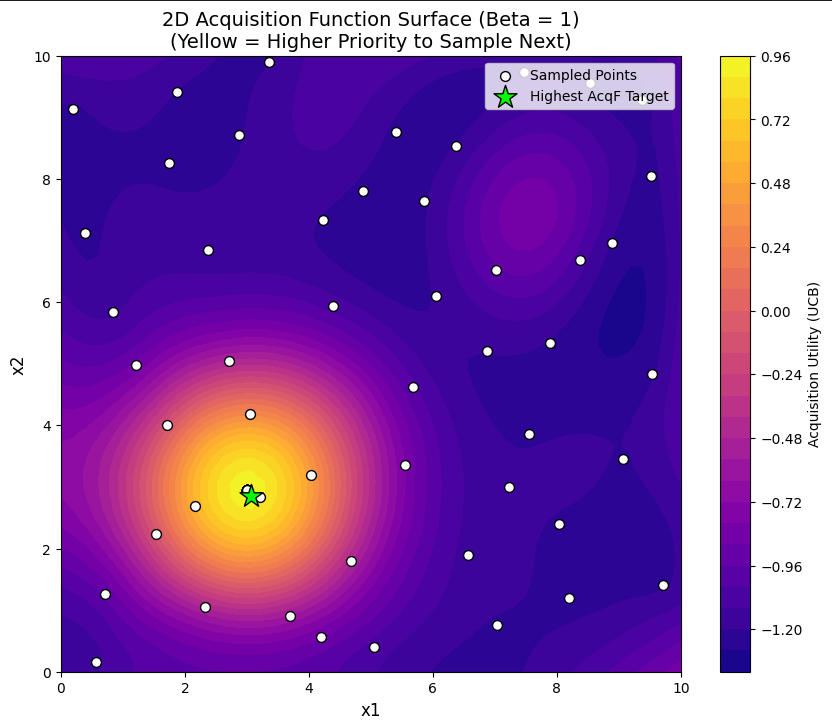 2D Acquisition Function Surface (Beta = 1)
(Yellow = Higher Priority to Sample Next)
Sampled Points
Highest AcqF Target
10
8
6
4
2
0
x2
0 2 4 6 8 10
x1
0.96
0.72
0.48
0.24
0.00
−0.24
−0.48
−0.72
−0.96
−1.20
Acquisition Utility (UCB)